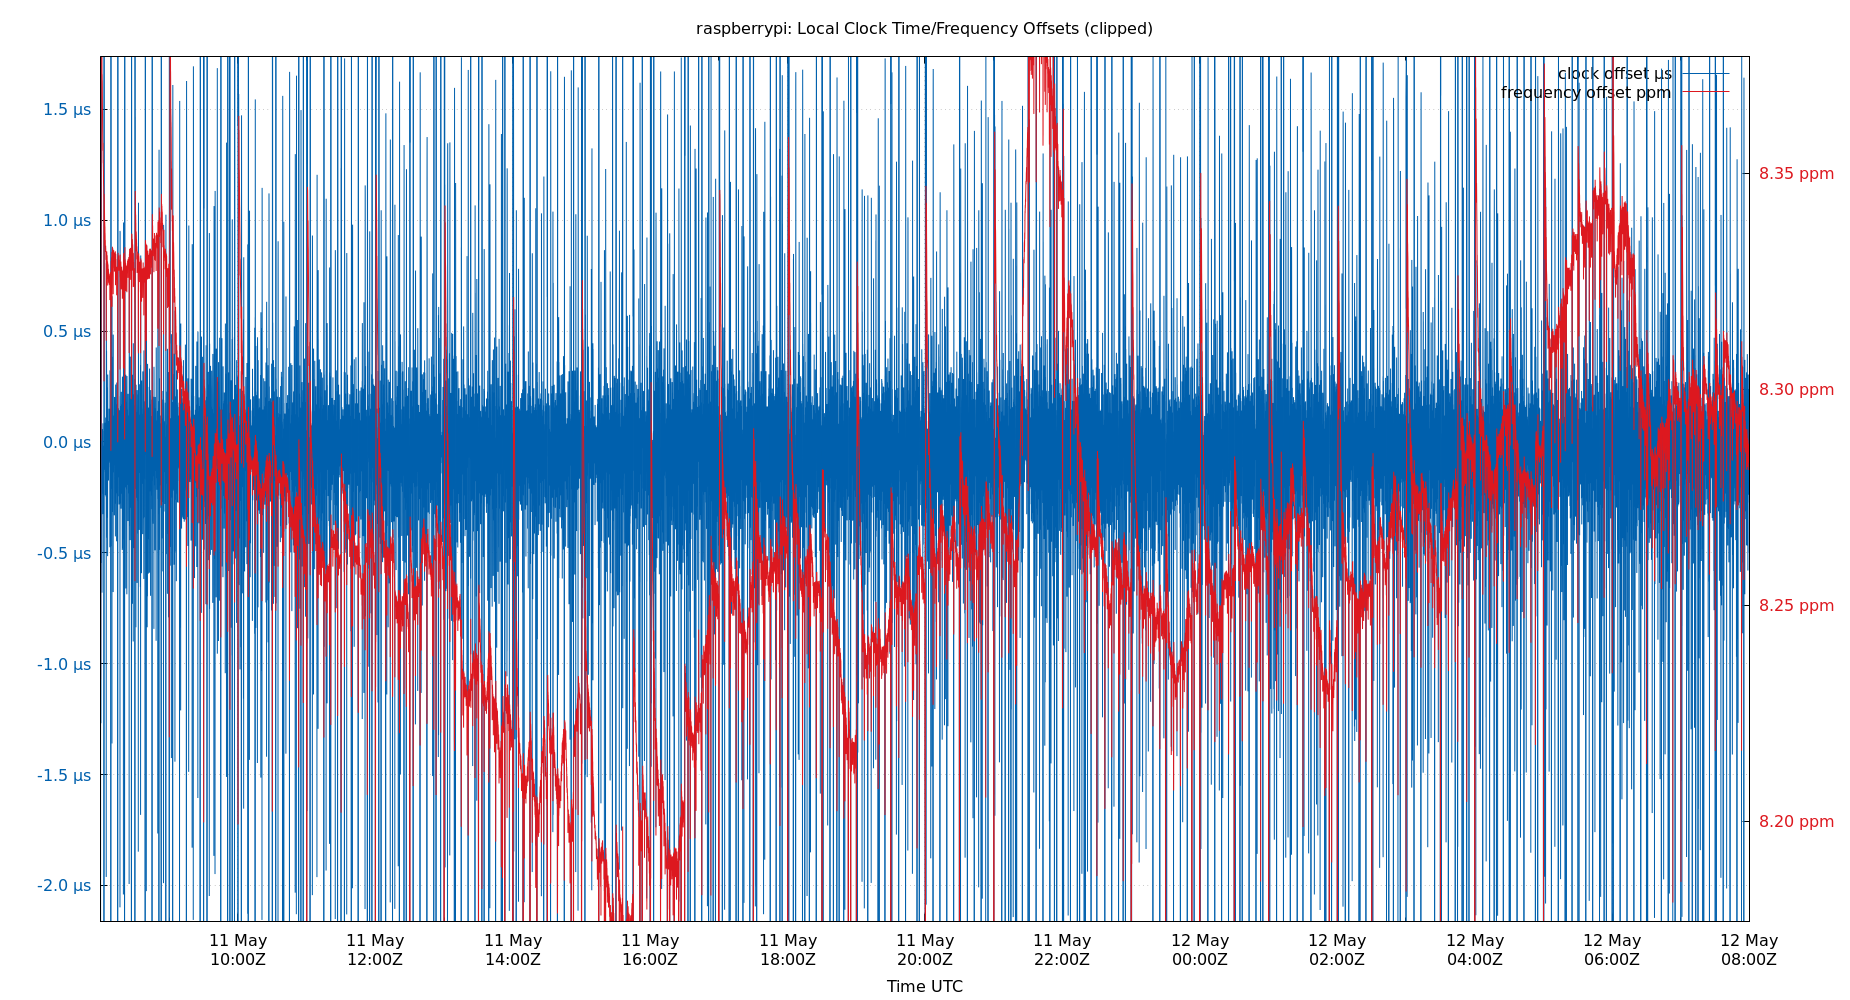 raspberrypi: Local Clock Time/Frequency Offsets (clipped)
clock offset µs
frequency offset ppm
1.5 µs
1.0 µs
0.5 µs
0.0 µs
-0.5 µs
-1.0 µs
-1.5 µs
-2.0 µs
8.35 ppm
8.30 ppm
8.25 ppm
8.20 ppm
11 May
10:00Z
11 May
12:00Z
11 May
14:00Z
11 May
16:00Z
11 May
18:00Z
11 May
20:00Z
11 May
22:00Z
12 May
00:00Z
12 May
02:00Z
12 May
04:00Z
12 May
06:00Z
12 May
08:00Z
Time UTC